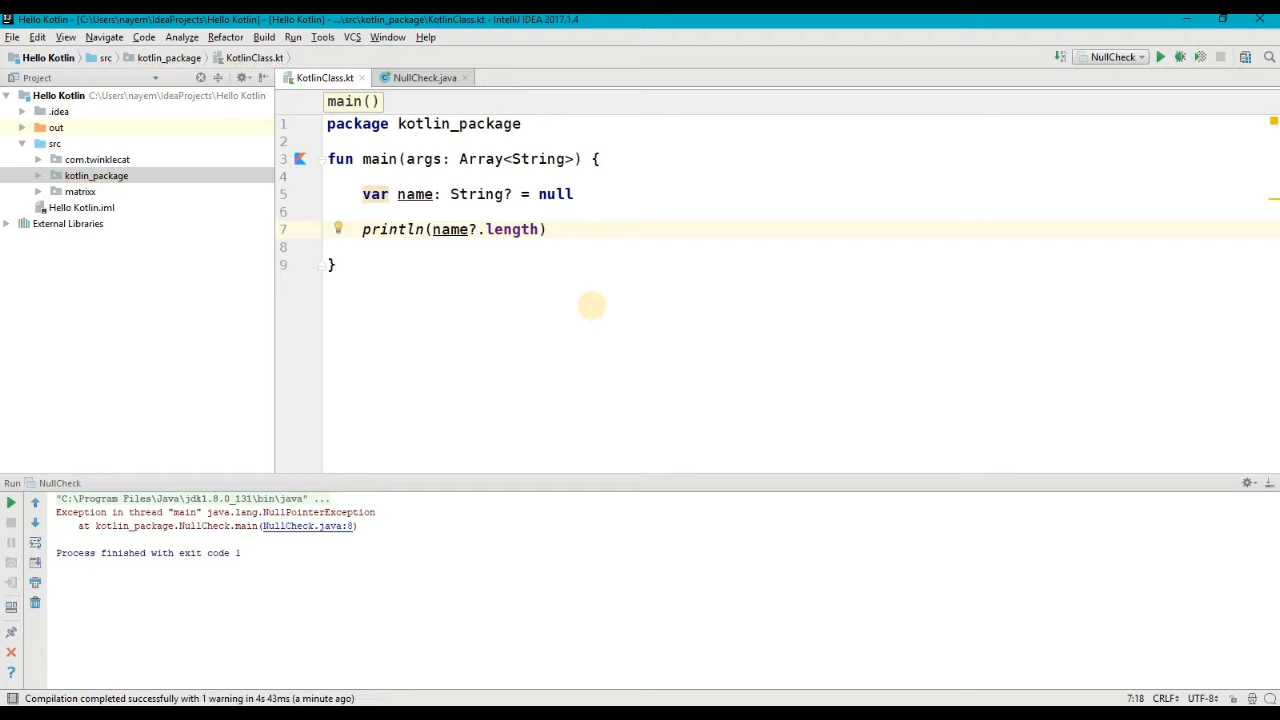 Hello Kotlin - [C:\Users\nayem\IdeaProjects\Hello Kotlin] - [Hello Kotlin] - ...\src\kotlin_package\KotlinClass.kt - IntelliJ IDEA 2017.1.4
File Edit View Navigate Code Analyze Refactor Build Run Tools VCS Window Help
Hello Kotlin src kotlin_package KotlinClass.kt NullCheck
Project KotlinClass.kt NullCheck.java
Hello Kotlin C:\Users\nayem\IdeaProjects\Hello Kotlin
.idea
out
src
com.twinklecat
kotlin_package
matrixx
Hello Kotlin.iml
External Libraries
main()
1 package kotlin_package
2
3 fun main(args: Array<String>) {
4
5 var name: String? = null
6
7 println(name?.length)
8
9 }
Run NullCheck
"C:\Program Files\Java\jdk1.8.0_131\bin\java" ...
Exception in thread "main" java.lang.NullPointerException
at kotlin_package.NullCheck.main(NullCheck.java:8)
Process finished with exit code 1
Compilation completed successfully with 1 warning in 4s 43ms (a minute ago) 7:18 CRLF UTF-8